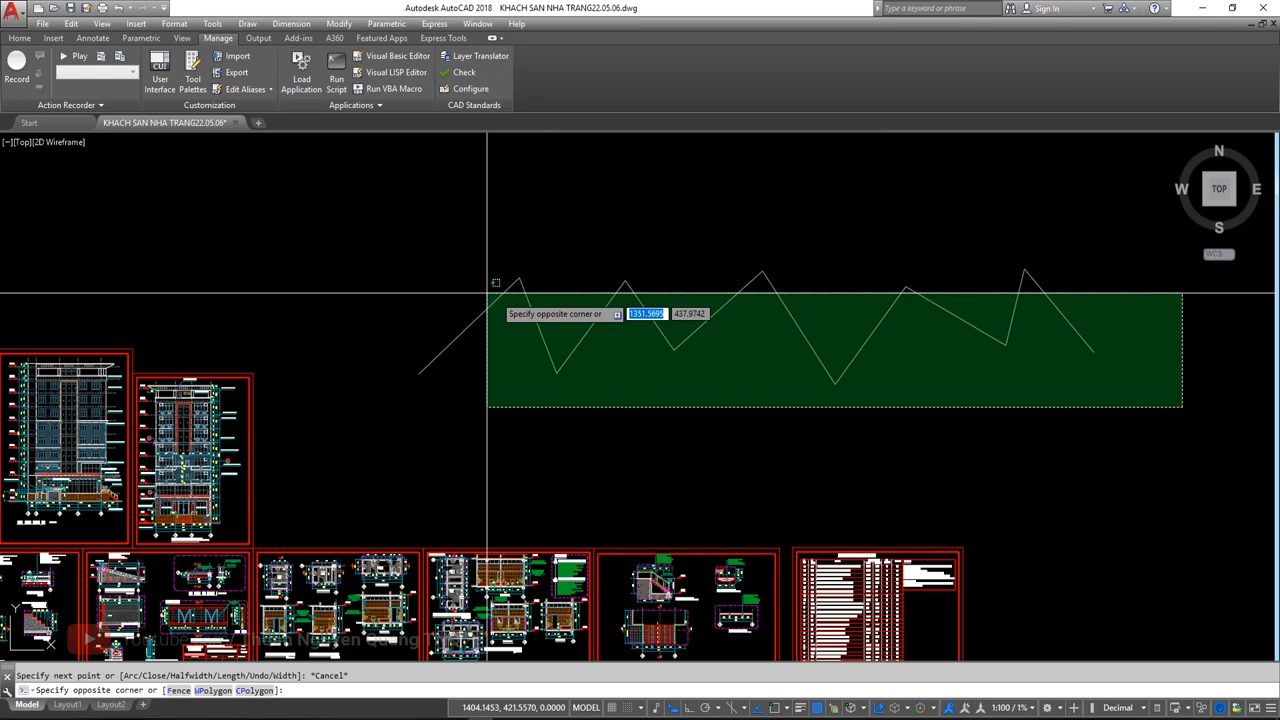 Autodesk AutoCAD 2018 KHACH SAN NHA TRANG22.05.06.dwg
Type a keyword or phrase
Sign In
File Edit View Insert Format Tools Draw Dimension Modify Parametric Express Window Help
Home Insert Annotate Parametric View Manage Output Add-ins A360 Featured Apps Express Tools
Record
Play
CUI
User Interface
Tool Palettes
Import
Export
Edit Aliases
Load Application
Run Script
Visual Basic Editor
Visual LISP Editor
Run VBA Macro
Layer Translator
Check
Configure
Action Recorder
Customization
Applications
CAD Standards
Start
KHACH SAN NHA TRANG22.05.06*
[−][Top][2D Wireframe]
N
W TOP E
S
WCS
Specify opposite corner or 1351.5695 437.9742
Specify next point or [Arc/Close/Halfwidth/Length/Undo/Width]: *Cancel*
Specify opposite corner or [Fence WPolygon CPolygon]:
Model Layout1 Layout2
1404.1453, 421.5570, 0.0000 MODEL
1:100 / 1%
Decimal